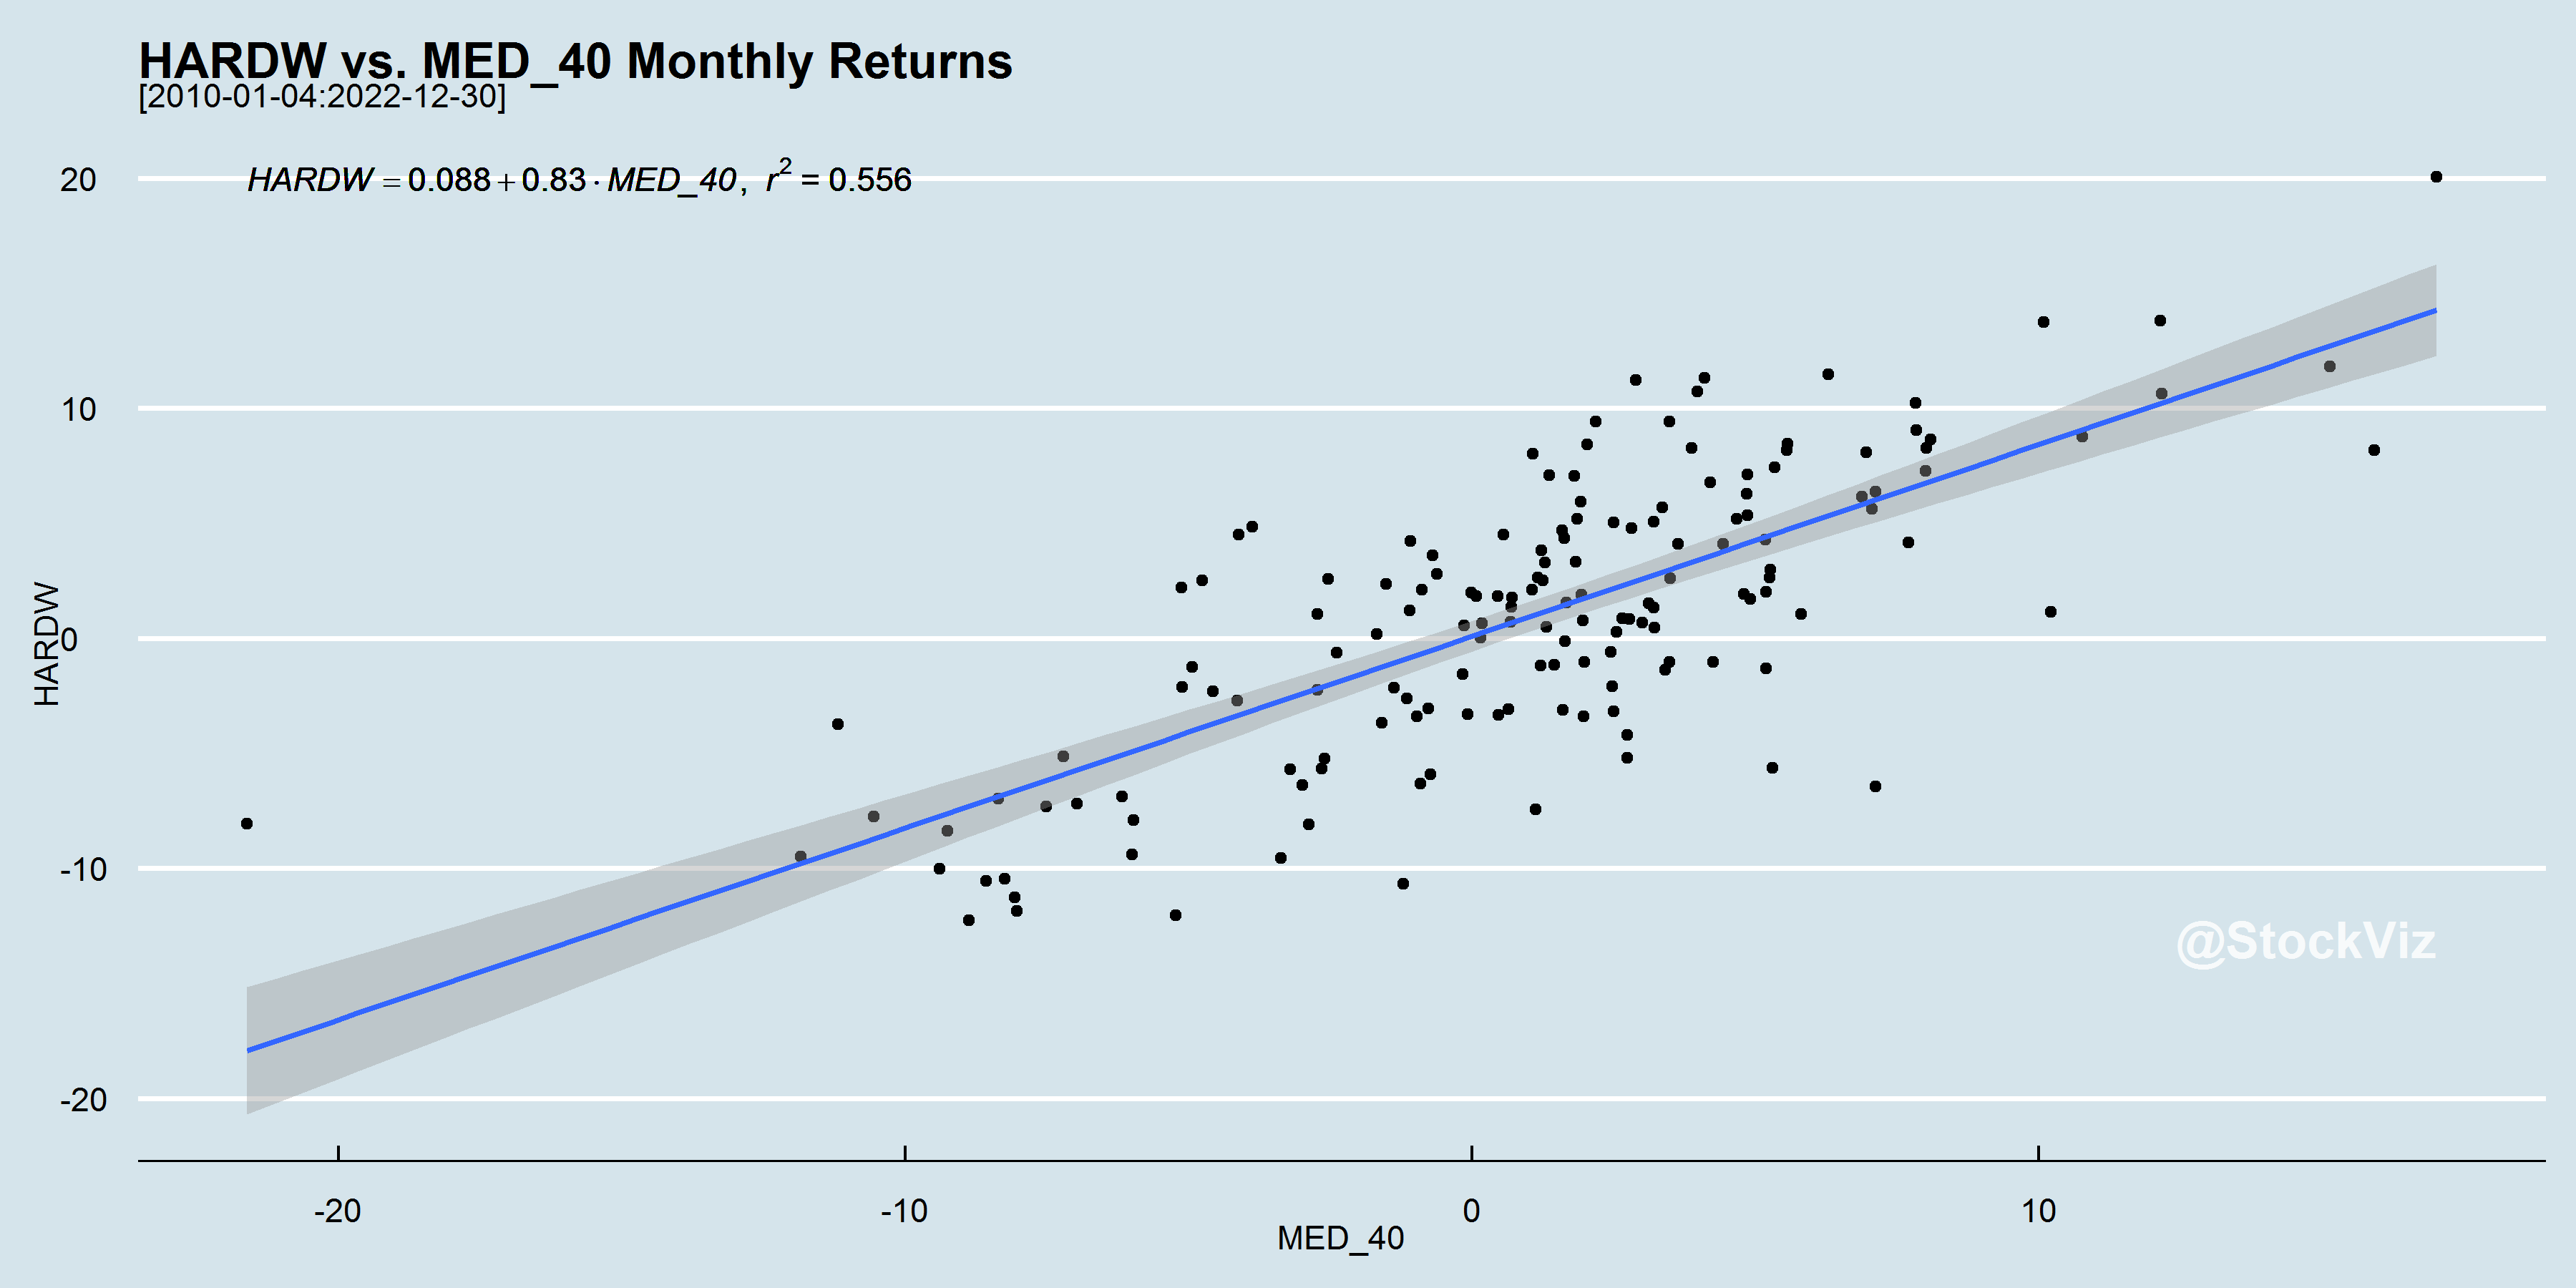 HARDW vs. MED_40 Monthly Returns
[2010-01-04:2022-12-30]
HARDW = 0.088 + 0.83 · MED_40, r² = 0.556
20
10
0
-10
-20
HARDW
@StockViz
-20 -10 0 10
MED_40